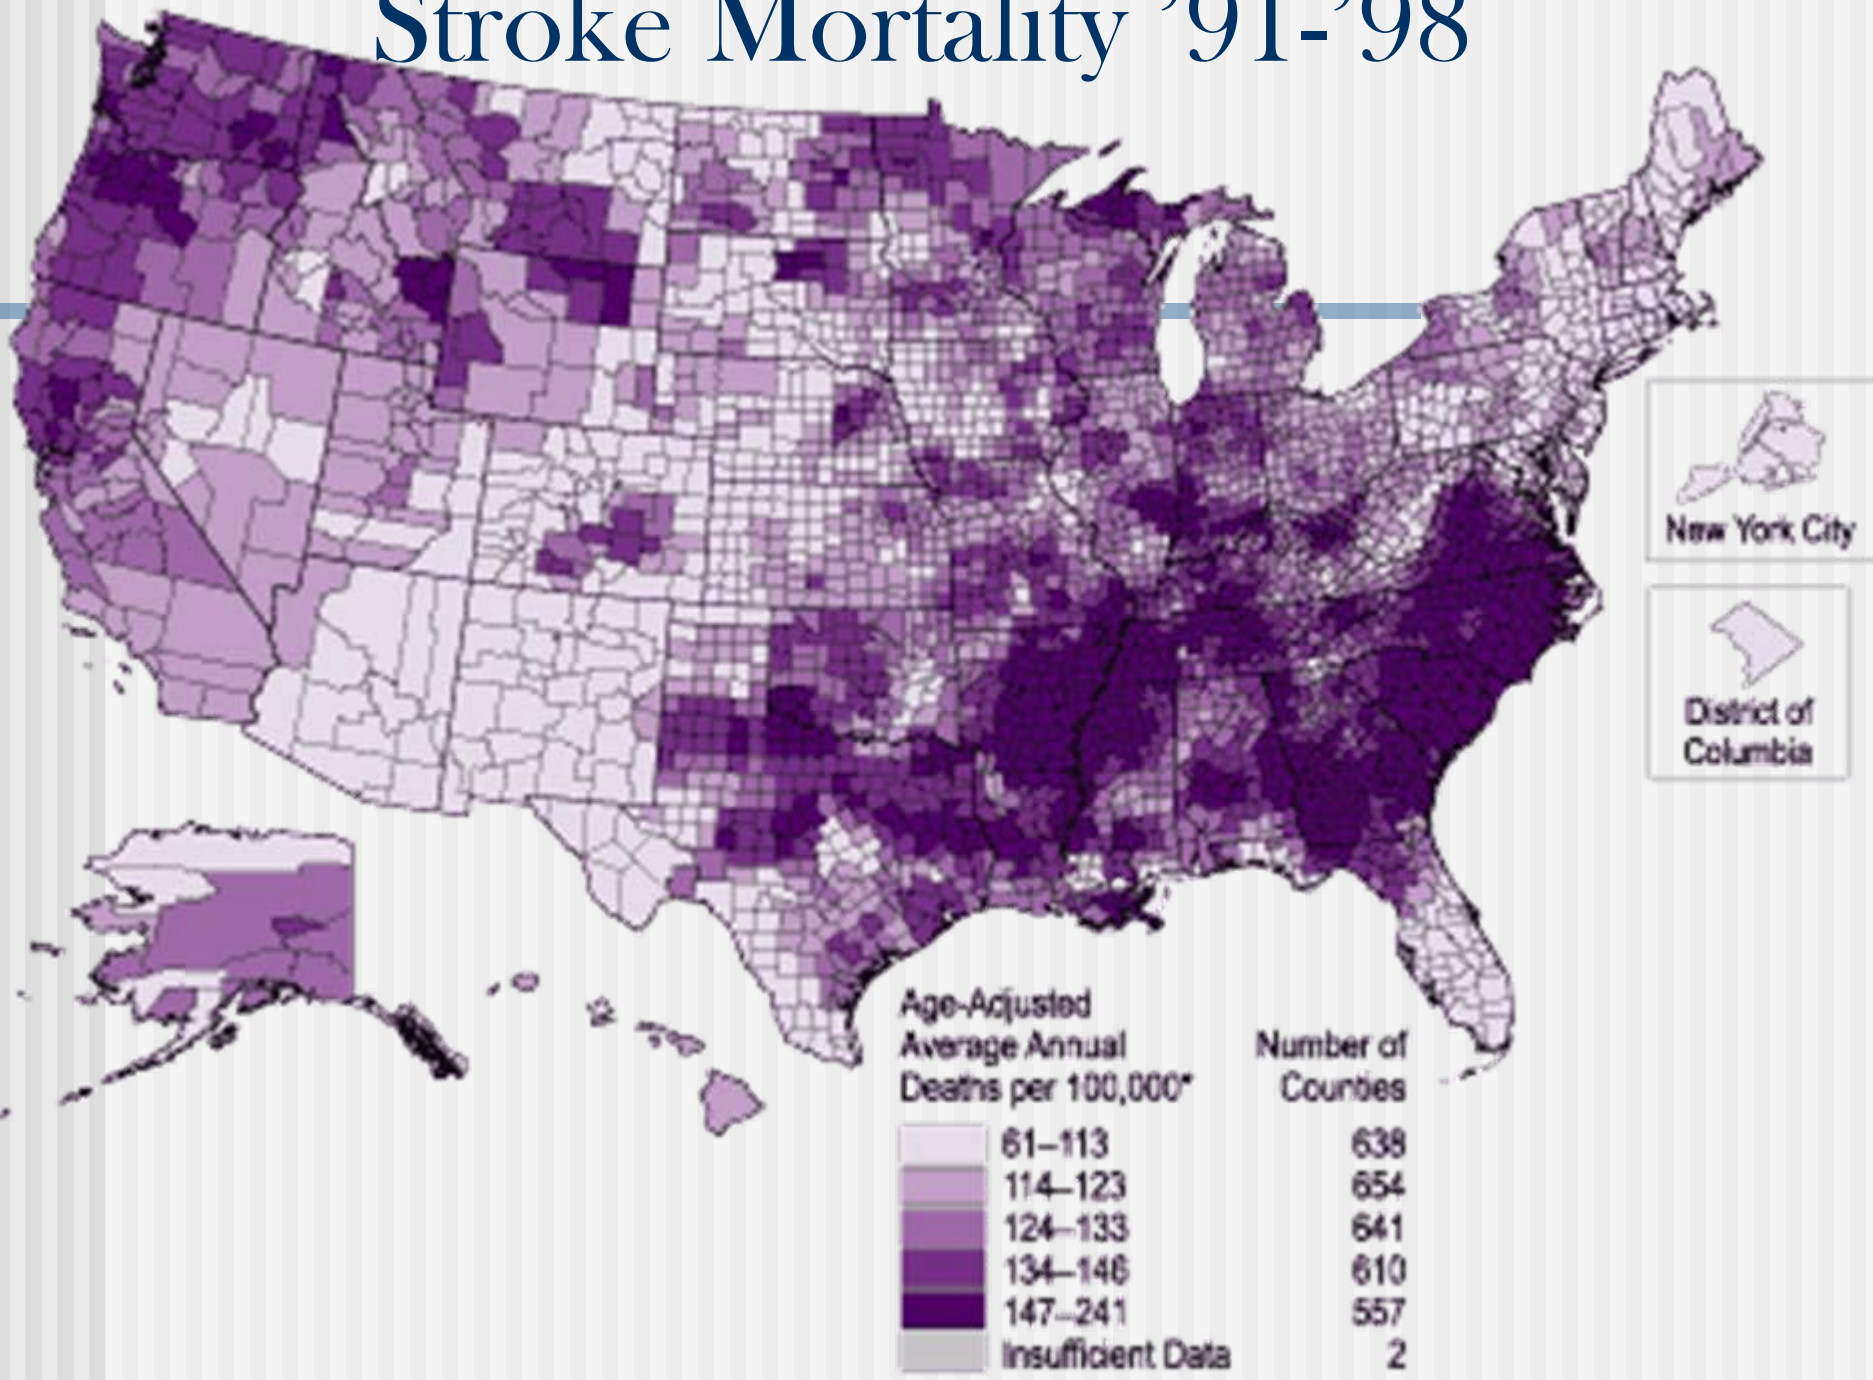 Stroke Mortality ’91-’98
New York City
District of
Columbia
Age-Adjusted
Average Annual
Deaths per 100,000*
Number of
Counties
61–113 638
114–123 654
124–133 641
134–146 610
147–241 557
Insufficient Data 2